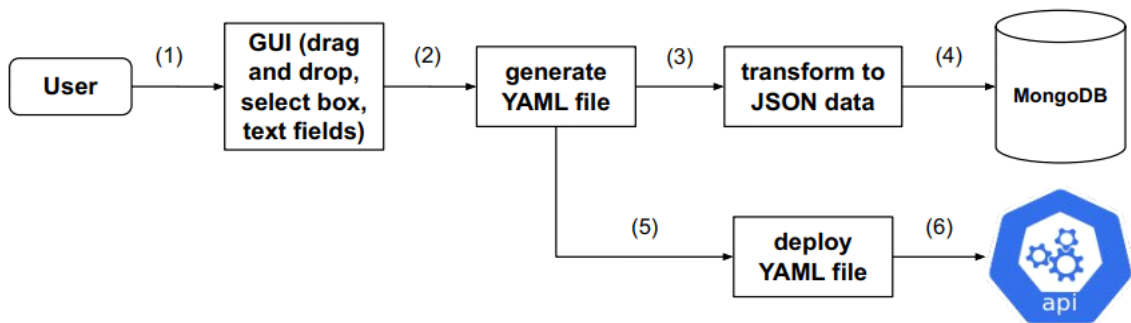 User
(1)
GUI (drag
and drop,
select box,
text fields)
(2)
generate
YAML file
(3)
transform to
JSON data
(4)
MongoDB
(5)
deploy
YAML file
(6)
api